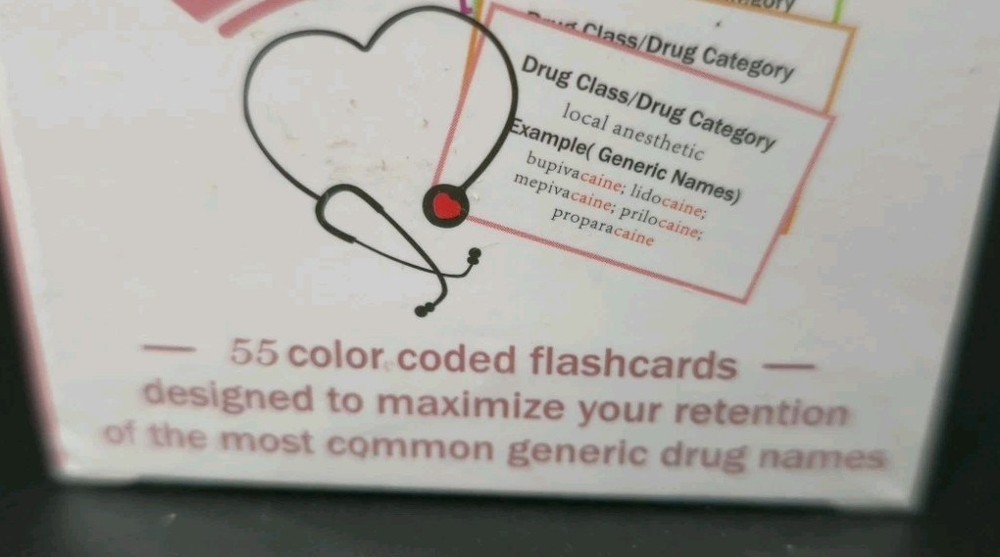 egory
Drug Class/Drug Category
Drug Class/Drug Category
local anesthetic
Example( Generic Names)
bupivacaine; lidocaine;
mepivacaine; prilocaine;
proparacaine
55 color coded flashcards
designed to maximize your retention
of the most common generic drug names